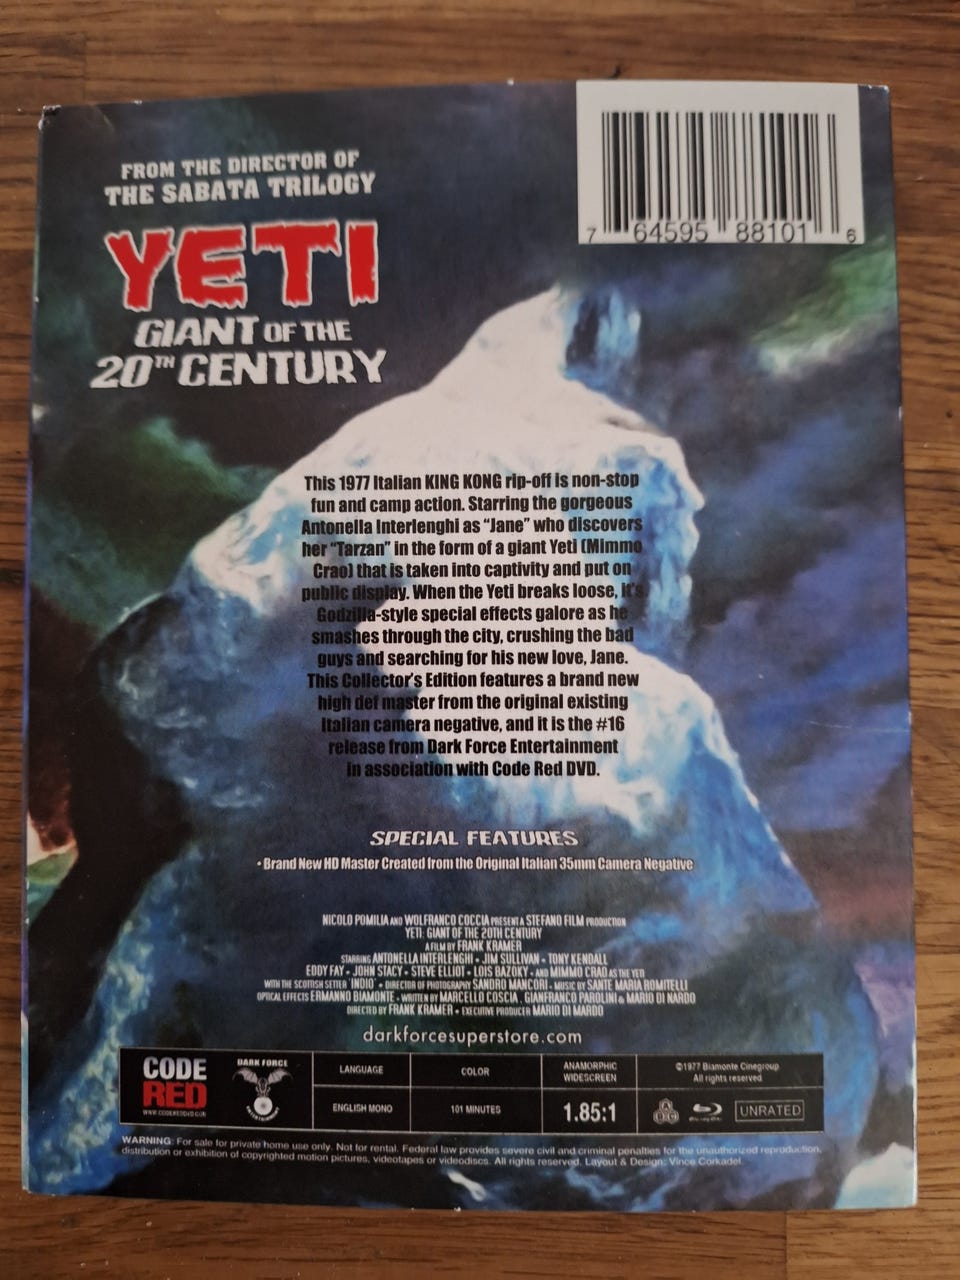 FROM THE DIRECTOR OF
THE SABATA TRILOGY
YETI
GIANT OF THE
20TH CENTURY
7 64595 88101 6
This 1977 Italian KING KONG rip-off is non-stop
fun and camp action. Starring the gorgeous
Antonella Interlenghi as “Jane” who discovers
her “Tarzan” in the form of a giant Yeti (Mimmo
Crao) that is taken into captivity and put on
public display. When the Yeti breaks loose, it's
Godzilla-style special effects galore as he
smashes through the city, crushing the bad
guys and searching for his new love, Jane.
This Collector's Edition features a brand new
high def master from the original existing
Italian camera negative, and it is the #16
release from Dark Force Entertainment
in association with Code Red DVD.
SPECIAL FEATURES
• Brand New HD Master Created from the Original Italian 35mm Camera Negative
NICOLO POMILIA AND WOLFRANCO COCCIA PRESENT A STEFANO FILM PRODUCTION
YETI: GIANT OF THE 20TH CENTURY
A FILM BY FRANK KRAMER
STARRING ANTONELLA INTERLENGHI • JIM SULLIVAN • TONY KENDALL
EDDY FAY • JOHN STACY • STEVE ELLIOT • LOIS BAZOKY • AND MIMMO CRAO AS THE YETI
WITH THE SCOTTISH SETTER 'INDIO' • DIRECTOR OF PHOTOGRAPHY SANDRO MANCORI • MUSIC BY SANTE MARIA ROMITELLI
OPTICAL EFFECTS ERMANNO BIAMONTE • WRITTEN BY MARCELLO COSCIA, GIANFRANCO PAROLINI & MARIO DI NARDO
DIRECTED BY FRANK KRAMER • EXECUTIVE PRODUCER MARIO DI MARDO
darkforcesuperstore.com
CODE
RED
WWW.CODEREDDVD.COM
DARK FORCE
ENTERTAINMENT
LANGUAGE
COLOR
ANAMORPHIC
WIDESCREEN
©1977 Biamonte Cinegroup
All rights reserved
ENGLISH MONO
101 MINUTES
1.85:1
A B C
Blu-ray Disc
UNRATED
WARNING: For sale for private home use only. Not for rental. Federal law provides severe civil and criminal penalties for the unauthorized reproduction,
distribution or exhibition of copyrighted motion pictures, videotapes or videodiscs. All rights reserved. Layout & Design: Vince Corkadel